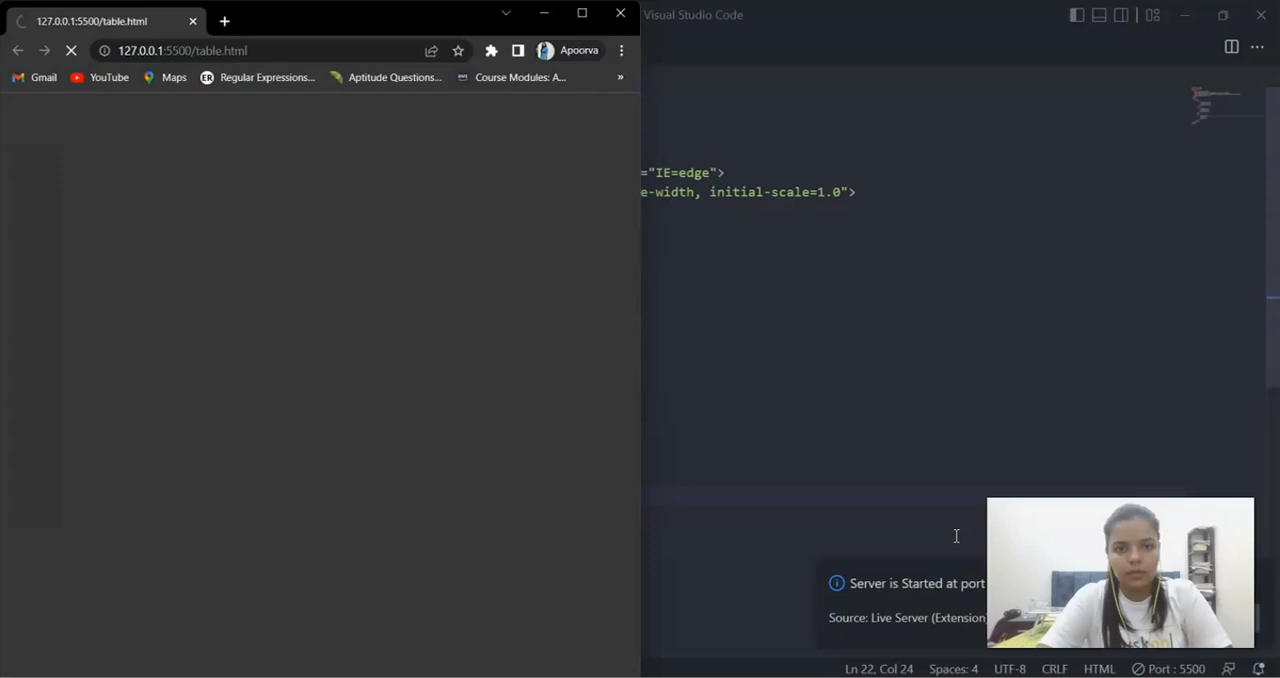 127.0.0.1:5500/table.html
127.0.0.1:5500/table.html
Apoorva
Gmail
YouTube
Maps
ER
Regular Expressions...
Aptitude Questions...
Course Modules: A...
»
Visual Studio Code
="IE=edge">
e-width, initial-scale=1.0">
Server is Started at port
Source: Live Server (Extension)
Ln 22, Col 24
Spaces: 4
UTF-8
CRLF
HTML
Port : 5500